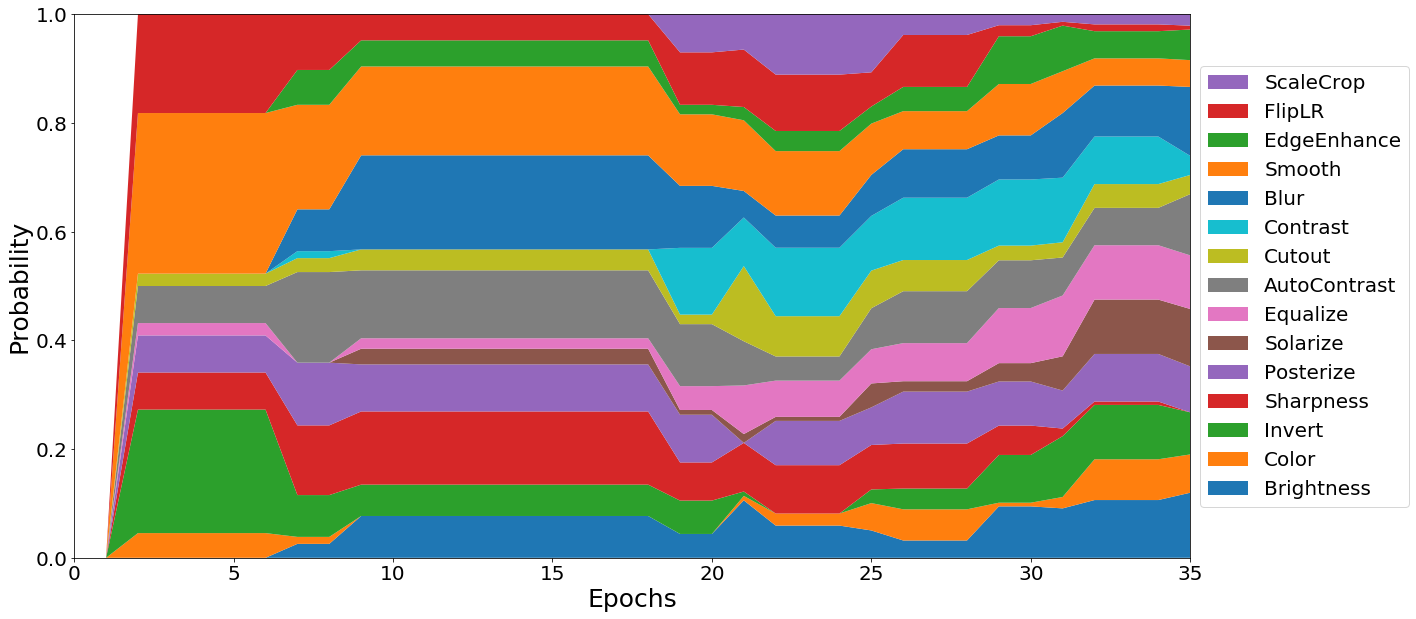 1.0
0.8
0.6
0.4
0.2
0.0
Probability
0
5
10
15
20
25
30
35
Epochs
ScaleCrop
FlipLR
EdgeEnhance
Smooth
Blur
Contrast
Cutout
AutoContrast
Equalize
Solarize
Posterize
Sharpness
Invert
Color
Brightness